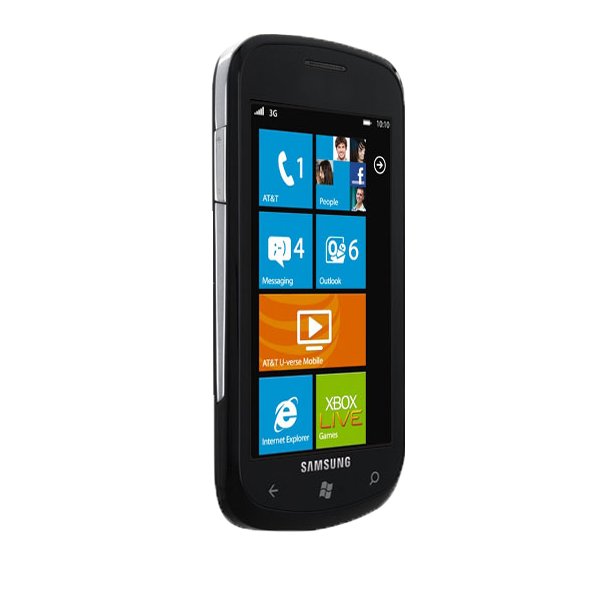 3G
10:10
1
AT&T
People
f
4
Messaging
6
Outlook
AT&T U-verse Mobile
Internet Explorer
XBOX
LIVE
Games
SAMSUNG